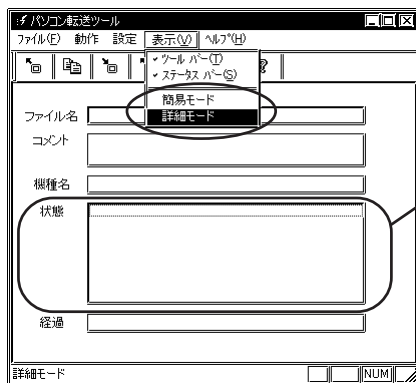 パソコン転送ツール
ファイル(F) 動作 設定 表示(V) ヘルプ(H)
✓ツール バー(T)
✓ステータス バー(S)
簡易モード
詳細モード
ファイル名
コメント
機種名
状態
経過
詳細モード NUM